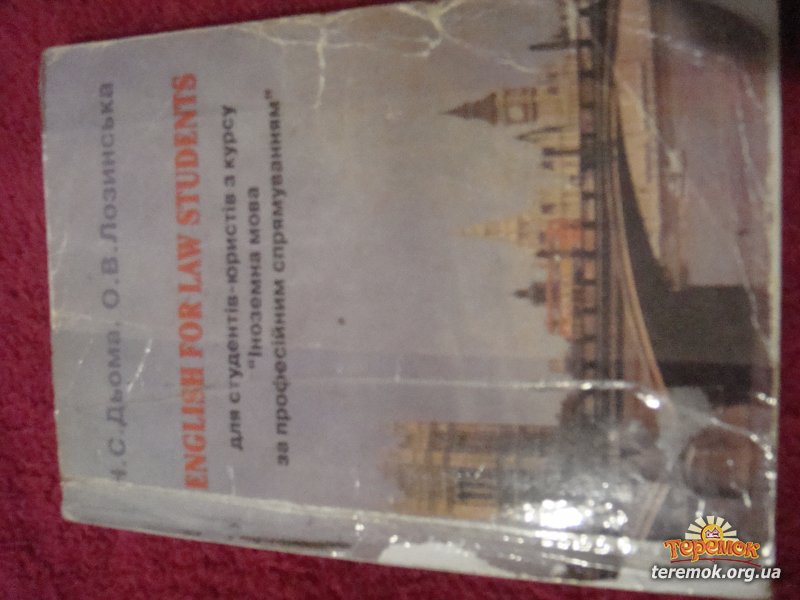 Н.С.Дьома, О.В.Лозинська
ENGLISH FOR LAW STUDENTS
для студентів-юристів з курсу
"Іноземна мова
за професійним спрямуванням"
Теремок
teremok.org.ua